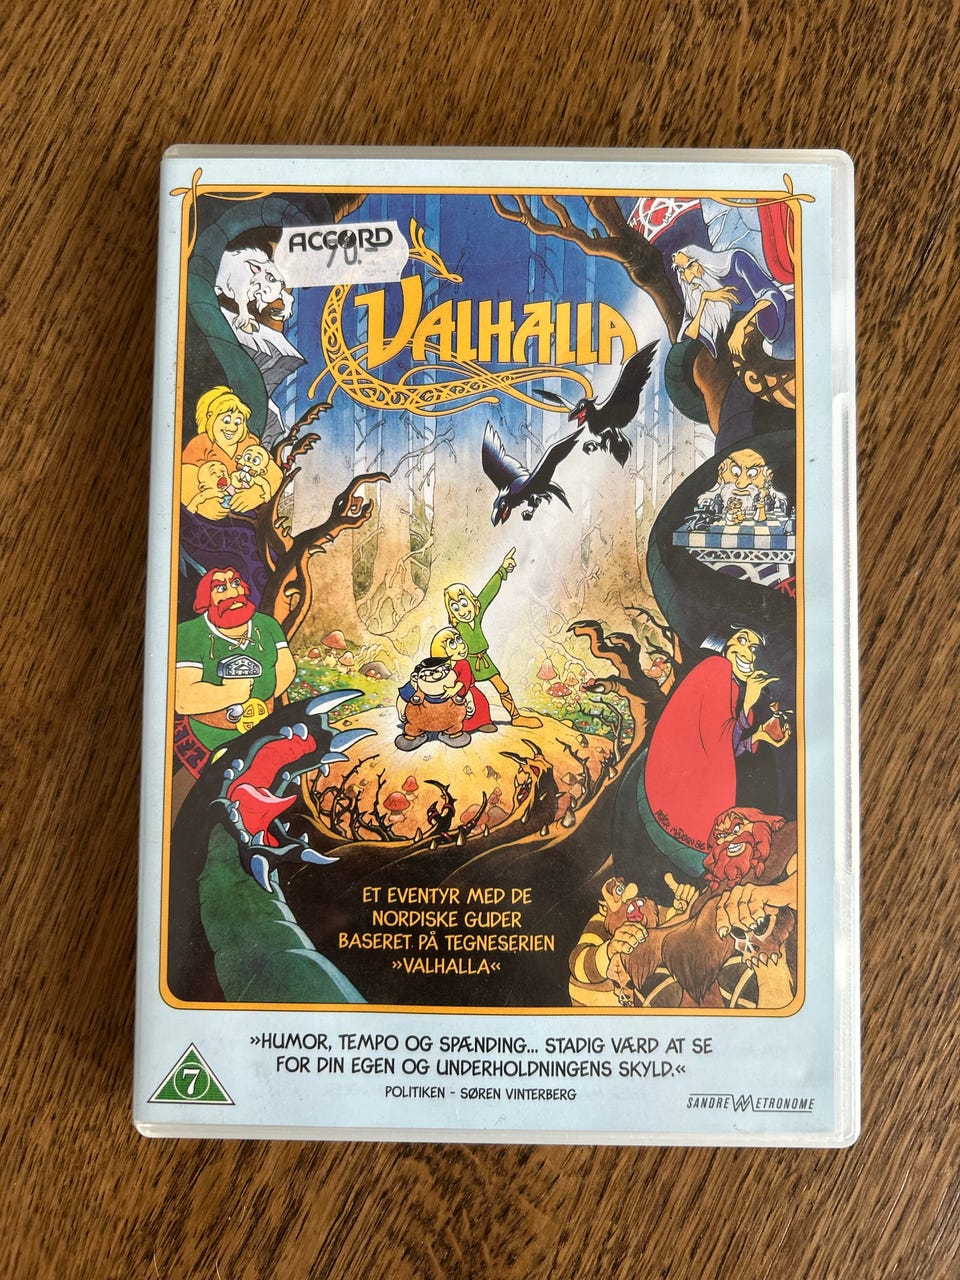 ACCORD
70.-
VALHALLA
ET EVENTYR MED DE
NORDISKE GUDER
BASERET PÅ TEGNESERIEN
»VALHALLA«
»HUMOR, TEMPO OG SPÆNDING... STADIG VÆRD AT SE
FOR DIN EGEN OG UNDERHOLDNINGENS SKYLD.«
POLITIKEN - SØREN VINTERBERG
7
SANDREW METRONOME